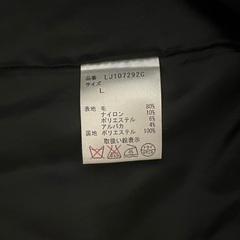 品番 LJ10729ZG
サイズ
L
表地 毛 80%
ナイロン 10%
ポリエステル 6%
アルパカ 4%
裏地 ポリエステル 100%
取扱い絵表示